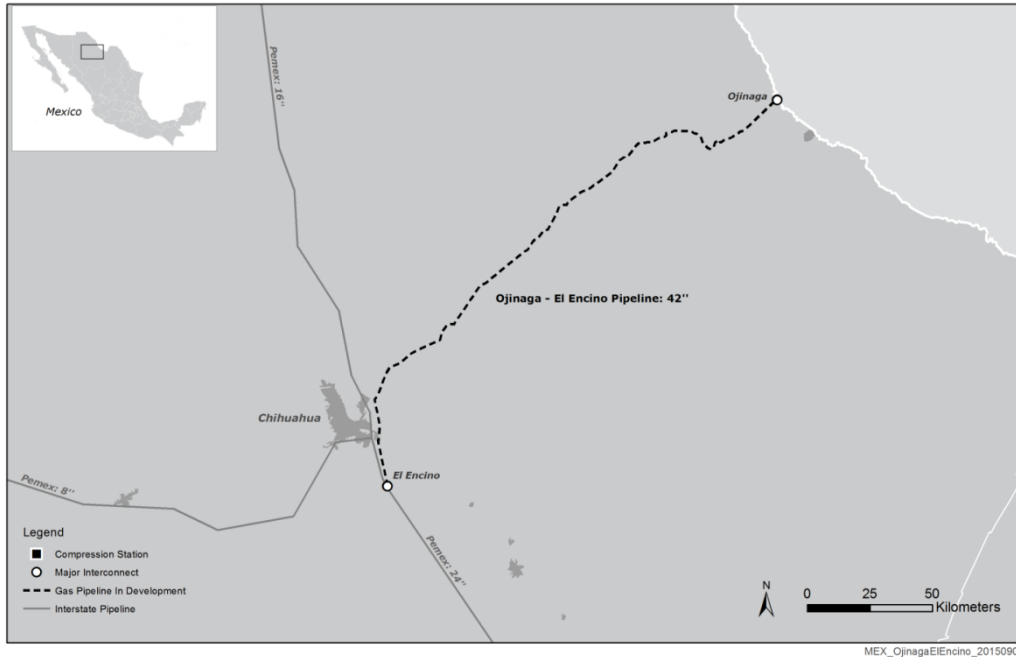 Mexico
Pemex: 16"
Ojinaga
Ojinaga - El Encino Pipeline: 42"
Chihuahua
El Encino
Pemex: 8"
Pemex: 24"
Legend
Compression Station
Major Interconnect
Gas Pipeline In Development
Interstate Pipeline
N
0 25 50
Kilometers
MEX_OjinagaElEncino_2015090